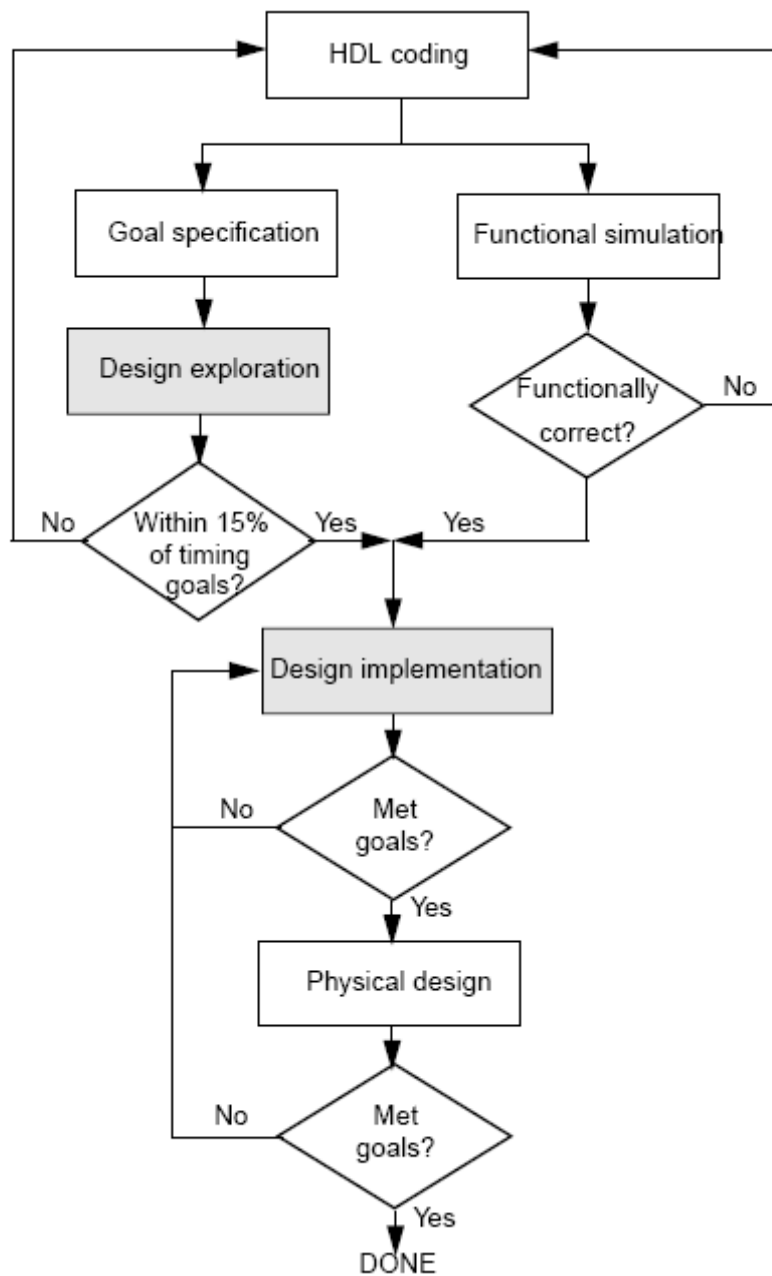 HDL coding
Goal specification
Functional simulation
Design exploration
Functionally
correct?
No
No
Within 15%
of timing
goals?
Yes
Yes
Design implementation
No
Met
goals?
Yes
Physical design
No
Met
goals?
Yes
DONE